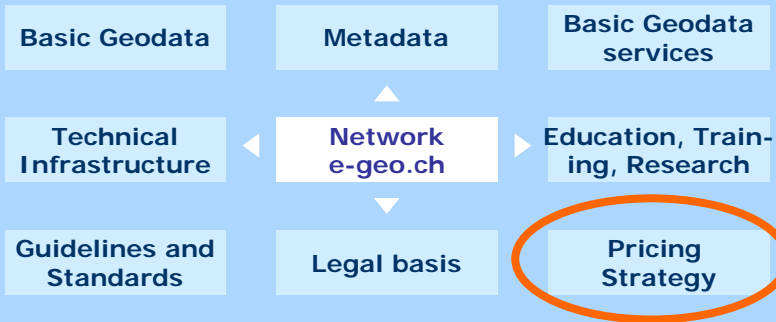 Basic Geodata
Metadata
Basic Geodata
services
Technical
Infrastructure
Network
e-geo.ch
Education, Train-
ing, Research
Guidelines and
Standards
Legal basis
Pricing
Strategy